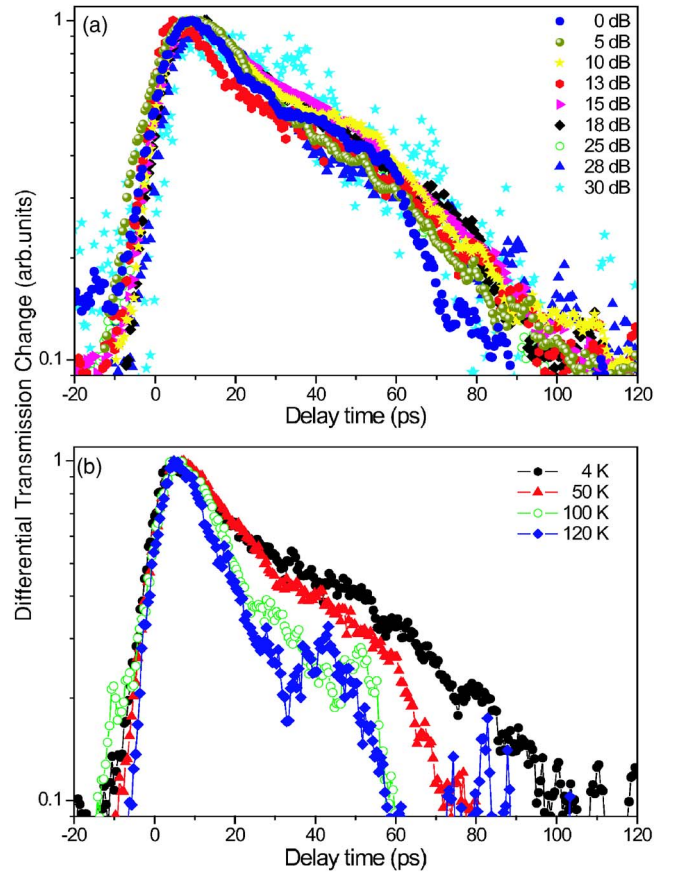 Differential Transmission Change (arb.units)
(a)
0 dB
5 dB
10 dB
13 dB
15 dB
18 dB
25 dB
28 dB
30 dB
1
0.1
-20 0 20 40 60 80 100 120
Delay time (ps)
(b)
4 K
50 K
100 K
120 K
1
0.1
-20 0 20 40 60 80 100 120
Delay time (ps)